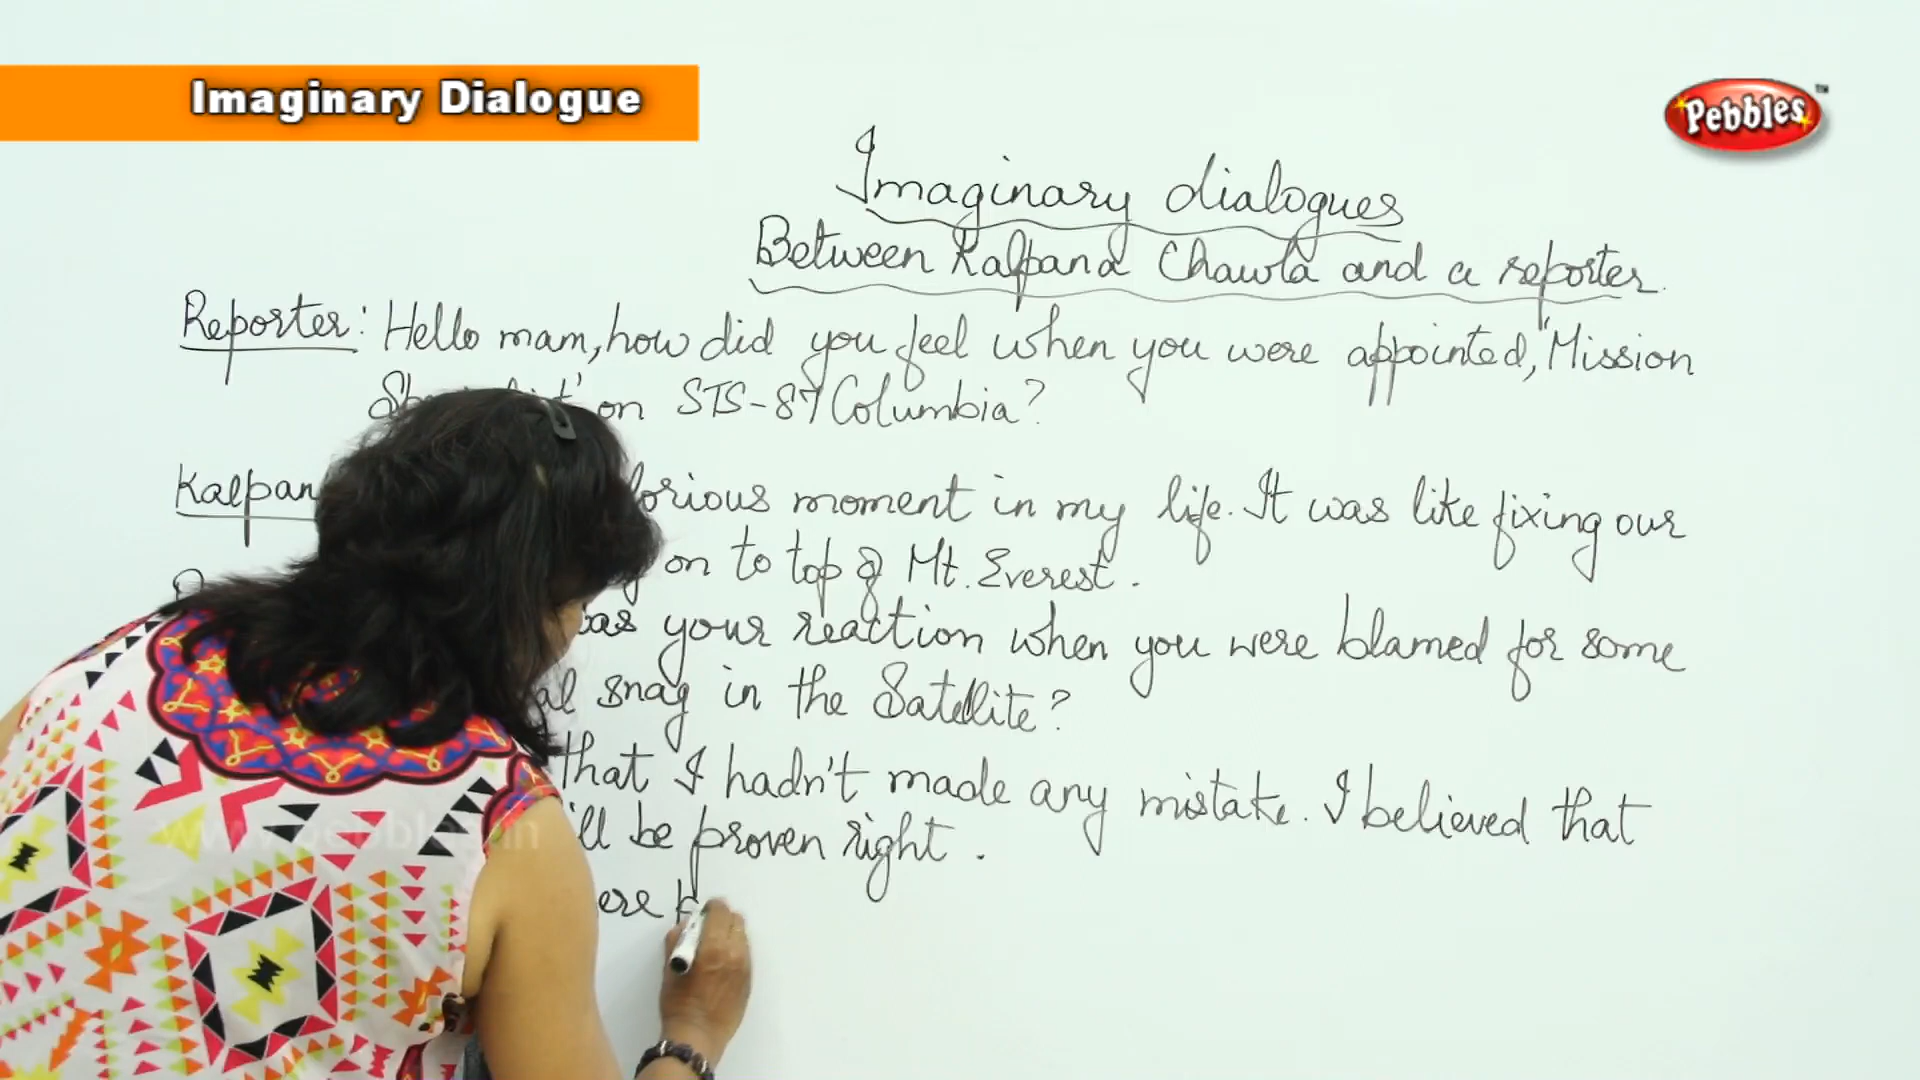 Imaginary Dialogue
Pebbles™
Imaginary dialogues
Between Kalpana Chawla and a reporter.
Reporter: Hello mam, how did you feel when you were appointed, "Mission
on STS-87 Columbia?
Kalpan moment in my life. It was like fixing our
on to top of Mt. Everest.
your reaction when you were blamed for some
snag in the Satellite?
that I hadn't made any mistake. I believed that
be proven right.